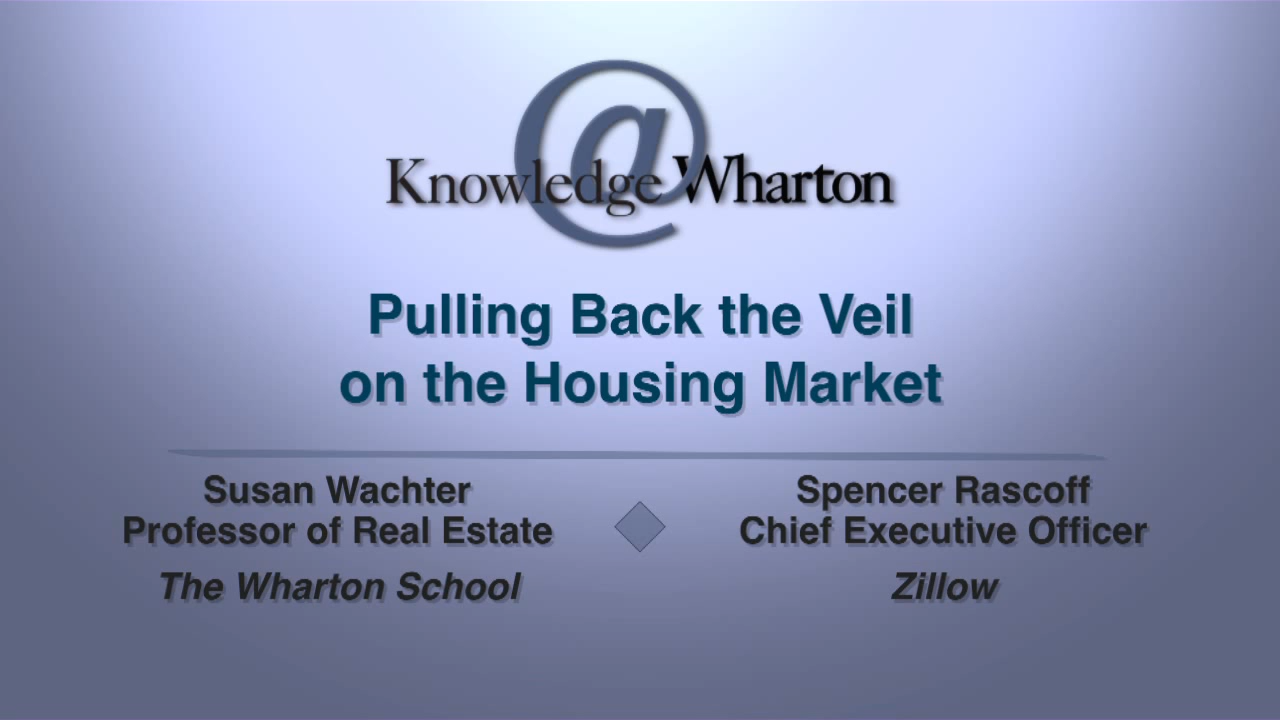 Knowledge@Wharton
Pulling Back the Veil
on the Housing Market
Susan Wachter
Professor of Real Estate
The Wharton School
Spencer Rascoff
Chief Executive Officer
Zillow